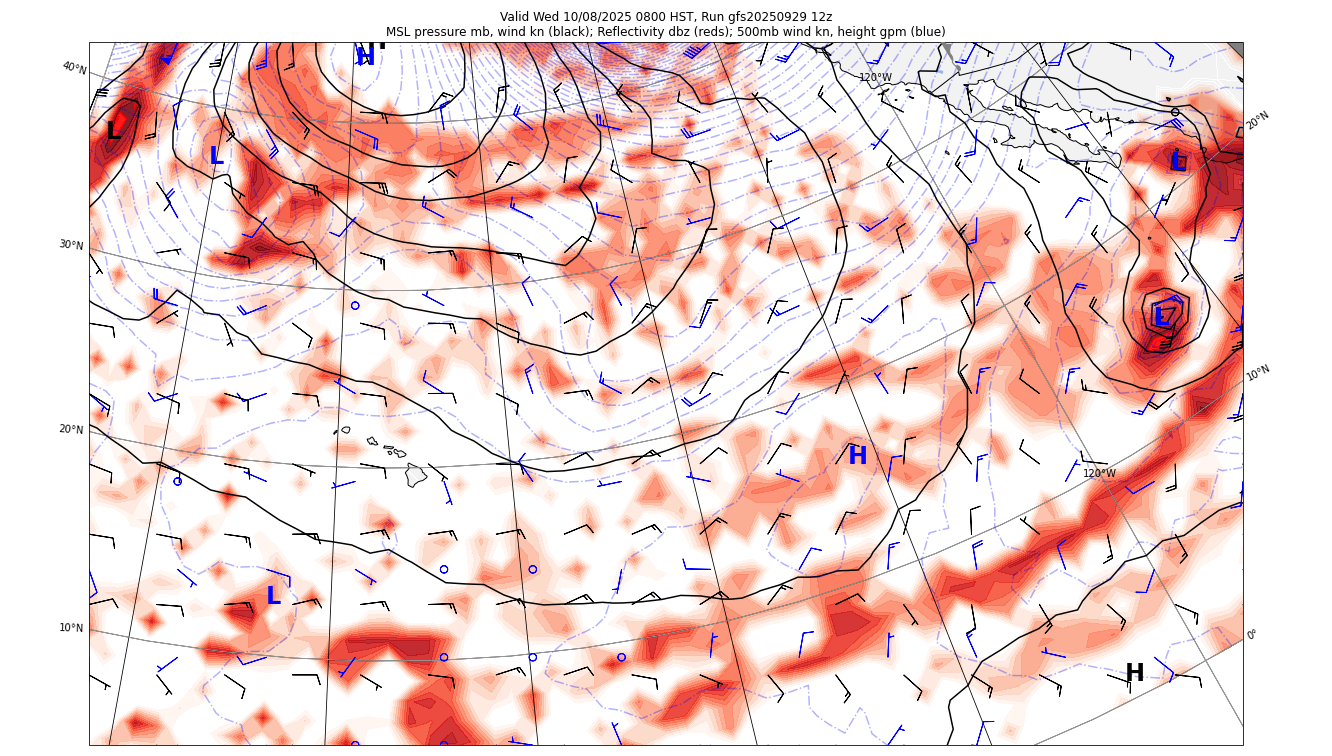 Valid Wed 10/08/2025 0800 HST, Run gfs20250929 12z
MSL pressure mb, wind kn (black); Reflectivity dbz (reds); 500mb wind kn, height gpm (blue)
H
H
40°N
120°W
20°N
L
L
L
30°N
L
10°N
20°N
H
120°W
L
10°N
0°
H